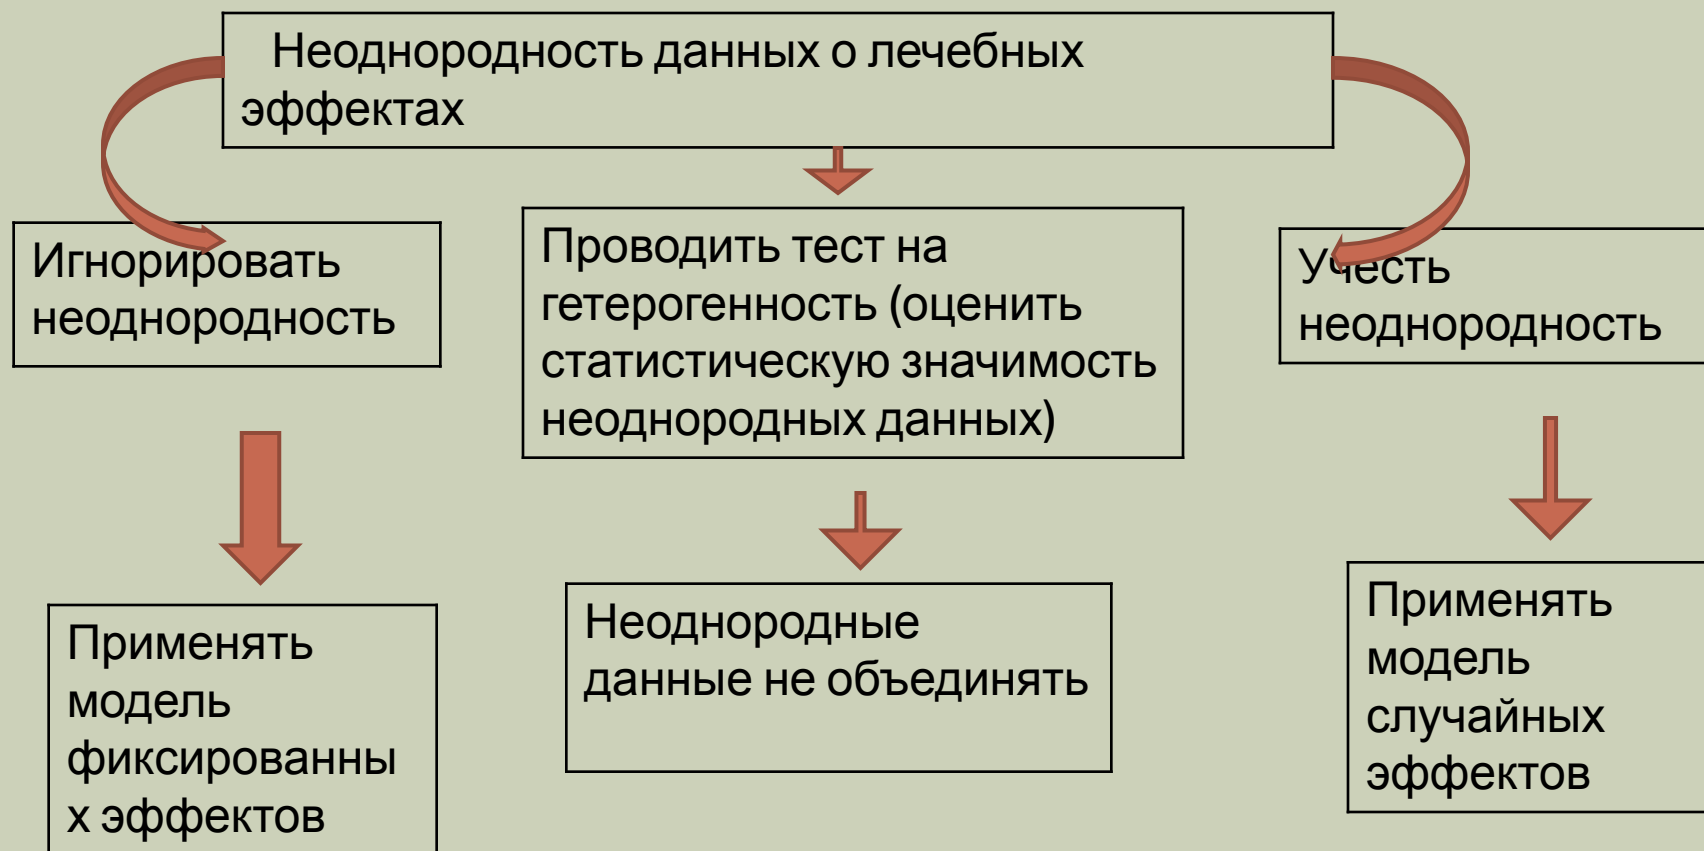 Неоднородность данных о лечебных
эффектах
Игнорировать
неоднородность
Проводить тест на
гетерогенность (оценить
статистическую значимость
неоднородных данных)
Учесть
неоднородность
Применять
модель
фиксированны
х эффектов
Неоднородные
данные не объединять
Применять
модель
случайных
эффектов